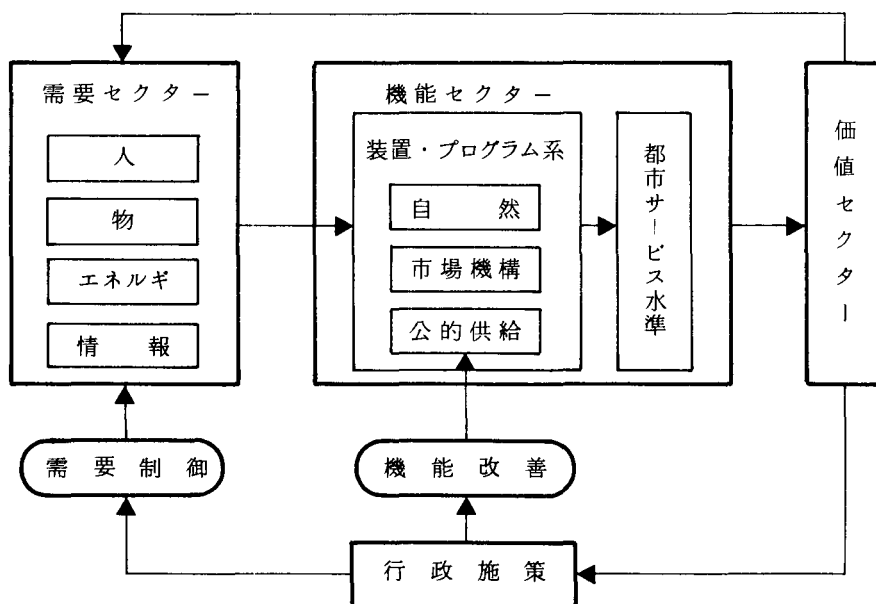 需要セクター
人
物
エネルギ
情報
機能セクター
装置・プログラム系
自然
市場機構
公的供給
都市サービス水準
価値セクター
需要制御
機能改善
行政施策